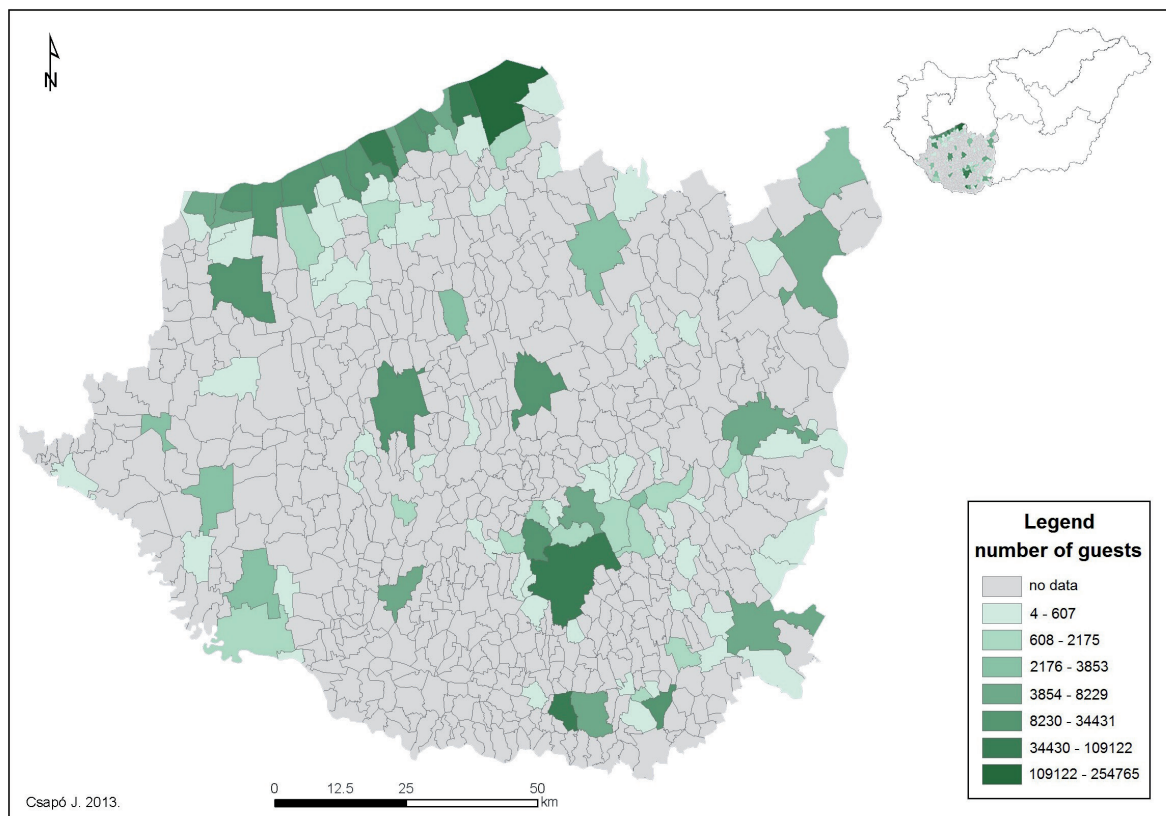 N
Legend
number of guests
no data
4 - 607
608 - 2175
2176 - 3853
3854 - 8229
8230 - 34431
34430 - 109122
109122 - 254765
Csapó J. 2013.
0 12.5 25 50
km